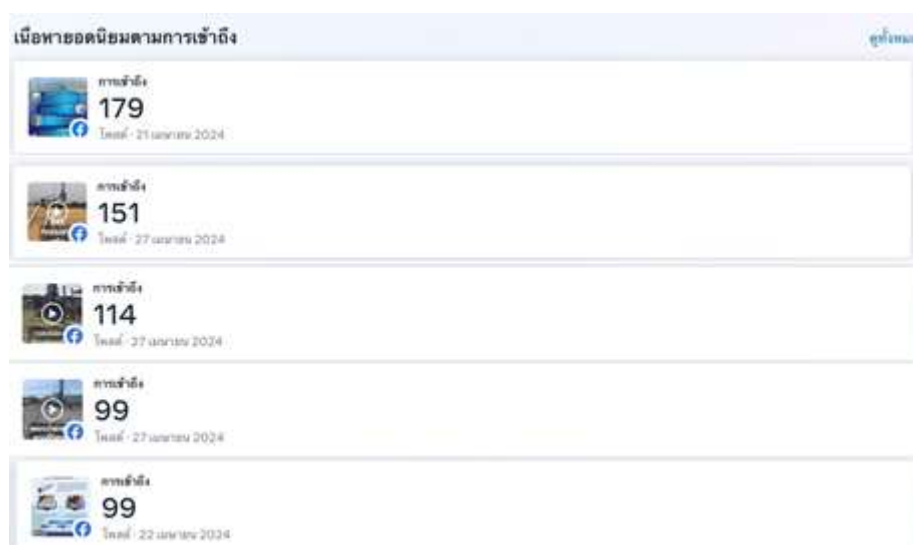 เนื้อหายอดนิยมตามการเข้าถึง
ดูทั้งหมด
การเข้าถึง
179
โพสต์ · 21 เมษายน 2024
การเข้าถึง
151
โพสต์ · 27 เมษายน 2024
การเข้าถึง
114
โพสต์ · 27 เมษายน 2024
การเข้าถึง
99
โพสต์ · 27 เมษายน 2024
การเข้าถึง
99
โพสต์ · 22 เมษายน 2024